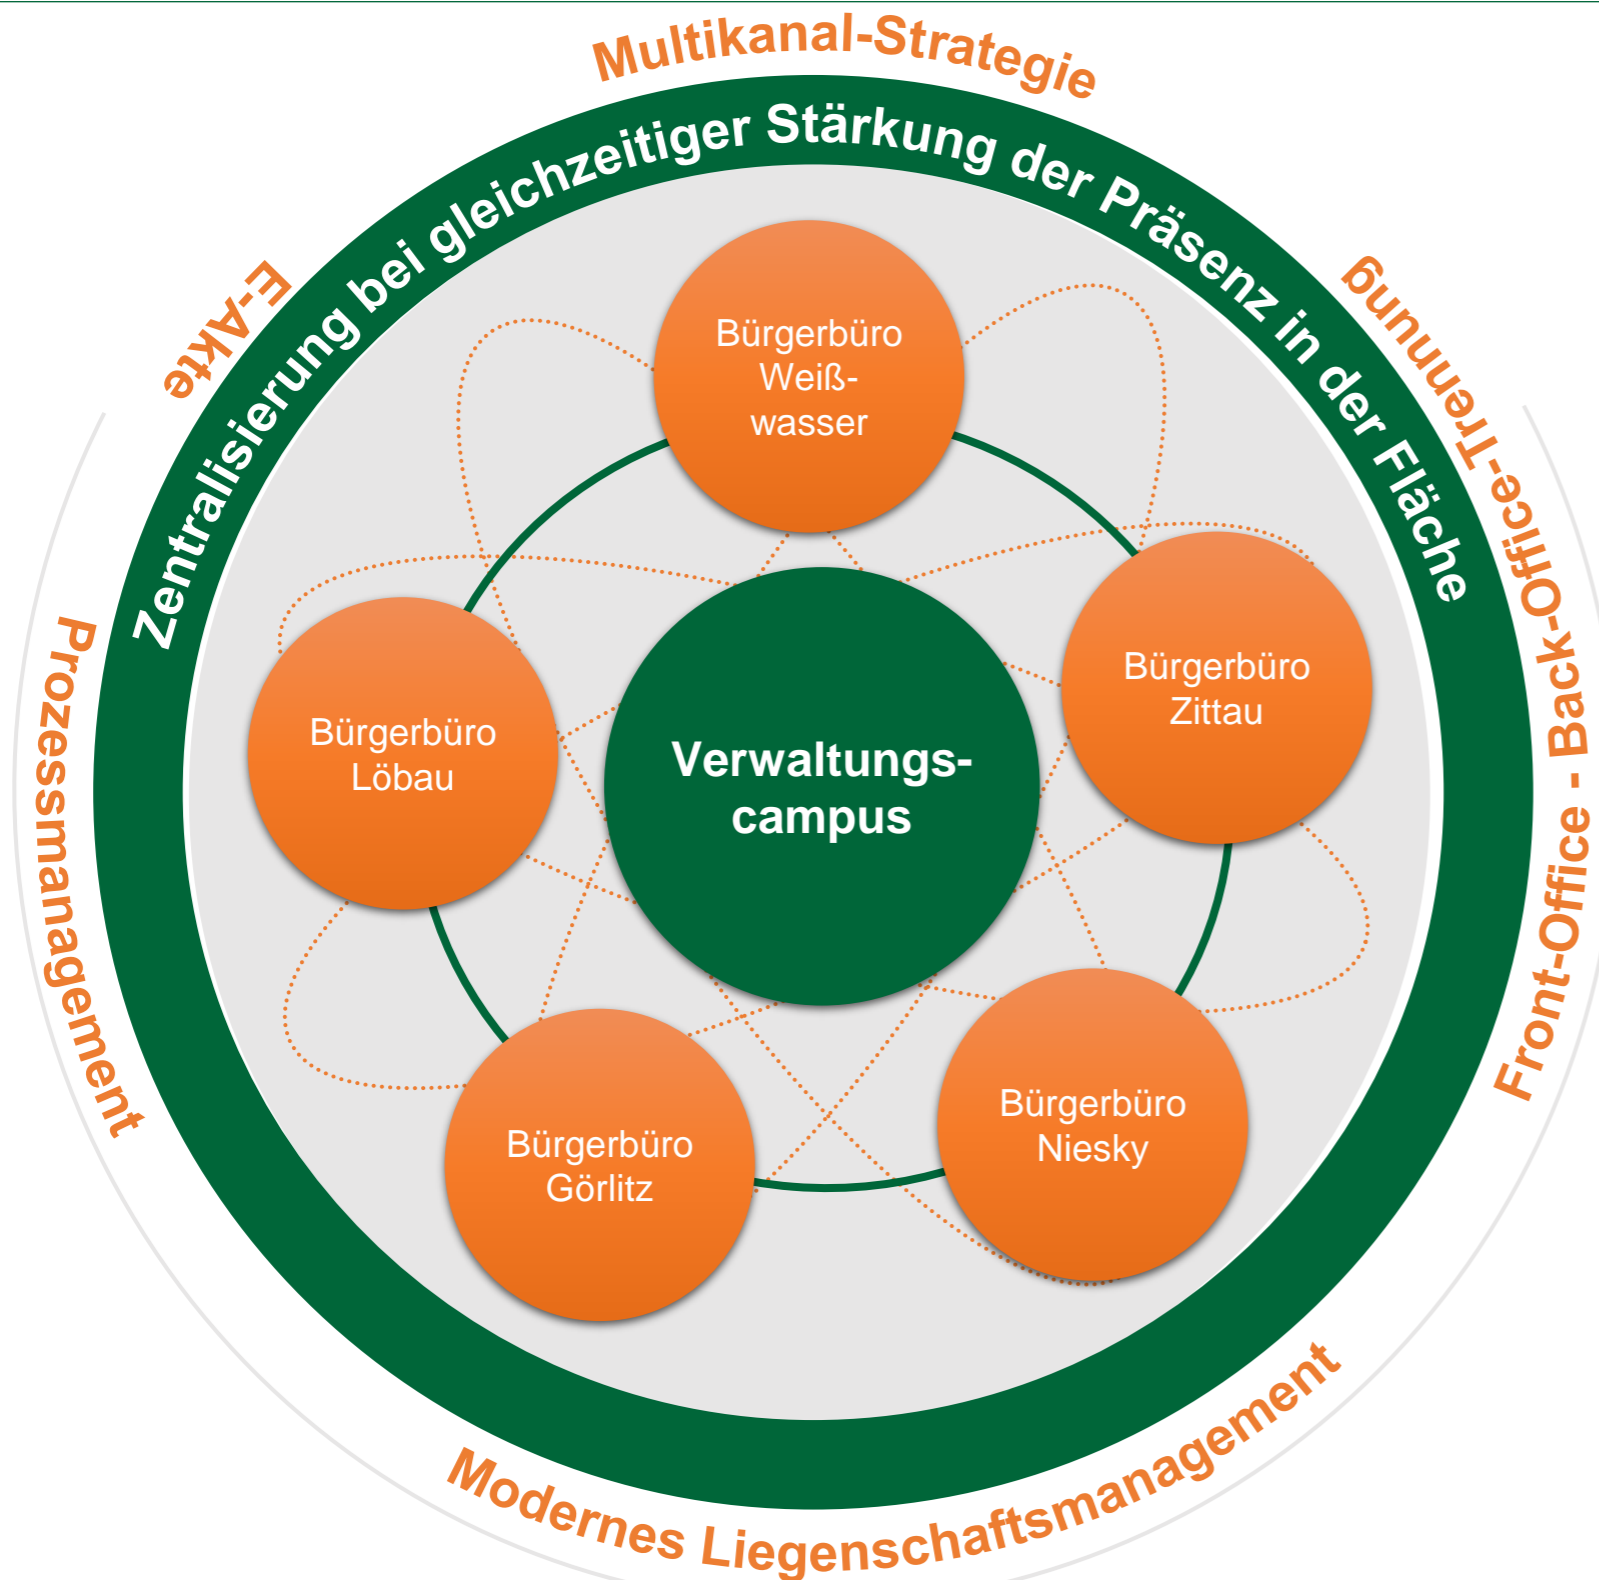 Multikanal-Strategie
Zentralisierung bei gleichzeitiger Stärkung der Präsenz in der Fläche
E-Akte
Front-Office - Back-Office-Trennung
Prozessmanagement
Modernes Liegenschaftsmanagement
Bürgerbüro
Weiß-
wasser
Bürgerbüro
Zittau
Bürgerbüro
Löbau
Verwaltungs-
campus
Bürgerbüro
Niesky
Bürgerbüro
Görlitz